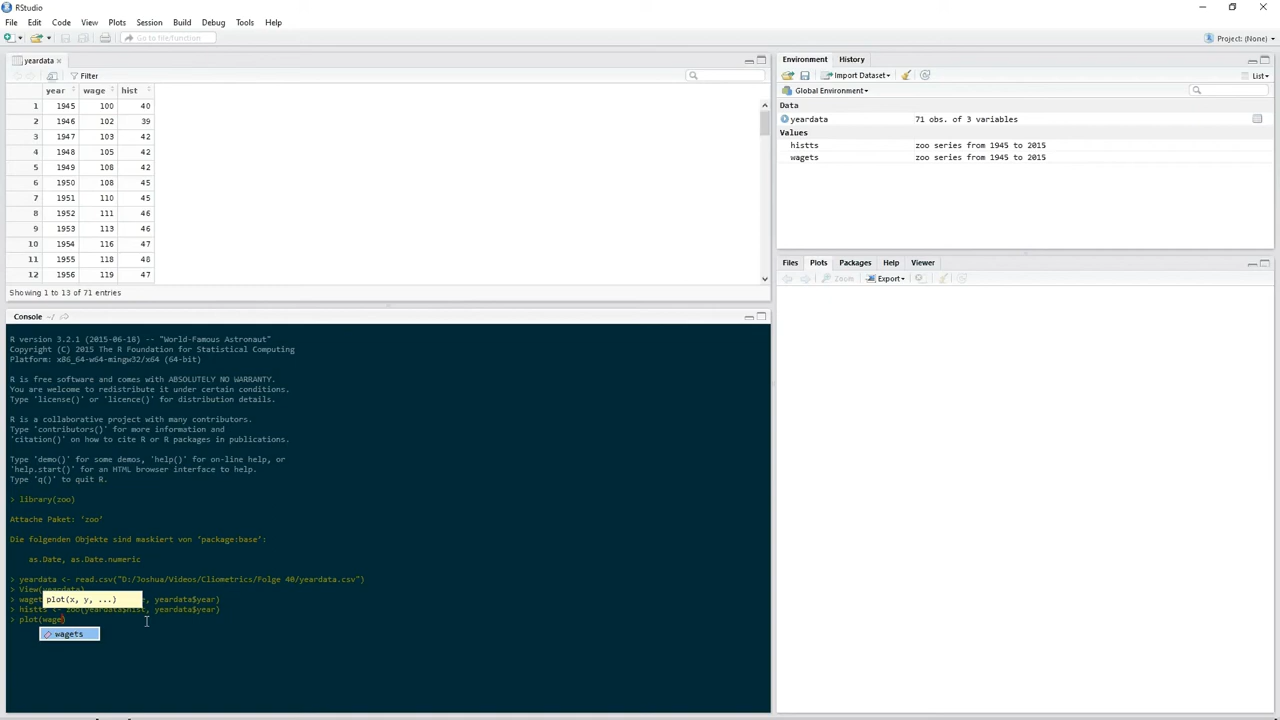 RStudio
File Edit Code View Plots Session Build Debug Tools Help
Go to file/function
Project: (None)
yeardata
Filter
year wage hist
1 1945 100 40
2 1946 102 39
3 1947 103 42
4 1948 105 42
5 1949 108 42
6 1950 108 45
7 1951 110 45
8 1952 111 46
9 1953 113 46
10 1954 116 47
11 1955 118 48
12 1956 119 47
Showing 1 to 13 of 71 entries
Console ~/
R version 3.2.1 (2015-06-18) -- "World-Famous Astronaut"
Copyright (C) 2015 The R Foundation for Statistical Computing
Platform: x86_64-w64-mingw32/x64 (64-bit)
R is free software and comes with ABSOLUTELY NO WARRANTY.
You are welcome to redistribute it under certain conditions.
Type 'license()' or 'licence()' for distribution details.
R is a collaborative project with many contributors.
Type 'contributors()' for more information and
'citation()' on how to cite R or R packages in publications.
Type 'demo()' for some demos, 'help()' for on-line help, or
'help.start()' for an HTML browser interface to help.
Type 'q()' to quit R.
> library(zoo)
Attache Paket: ‘zoo’
Die folgenden Objekte sind maskiert von ‘package:base’:
as.Date, as.Date.numeric
> yeardata <- read.csv("D:/Joshua/Videos/Cliometrics/Folge 40/yeardata.csv")
> View(yeardata)
> waget plot(x, y, ...) , yeardata$year)
> histts <- zoo(yeardata$hist, yeardata$year)
> plot(wage)
wagets
Environment History
Import Dataset List
Global Environment
Data
yeardata 71 obs. of 3 variables
Values
histts zoo series from 1945 to 2015
wagets zoo series from 1945 to 2015
Files Plots Packages Help Viewer
Zoom Export